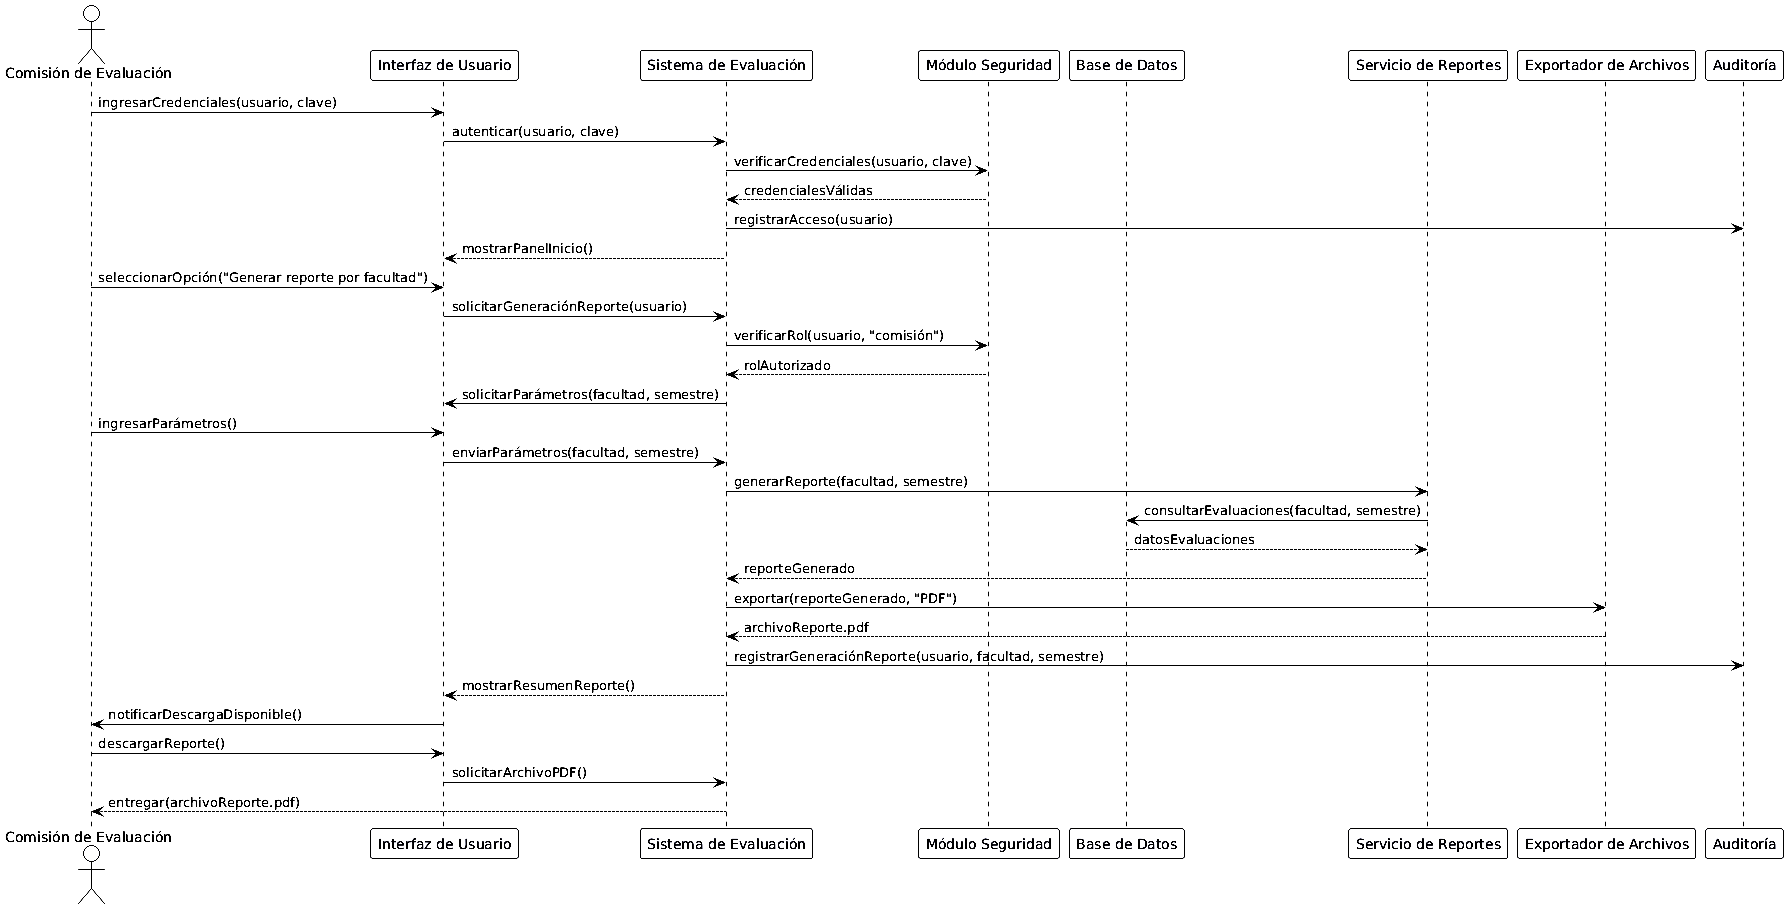 Comisión de Evaluación
Interfaz de Usuario
Sistema de Evaluación
Módulo Seguridad
Base de Datos
Servicio de Reportes
Exportador de Archivos
Auditoría
ingresarCredenciales(usuario, clave)
autenticar(usuario, clave)
verificarCredenciales(usuario, clave)
credencialesVálidas
registrarAcceso(usuario)
mostrarPanelInicio()
seleccionarOpción("Generar reporte por facultad")
solicitarGeneraciónReporte(usuario)
verificarRol(usuario, "comisión")
rolAutorizado
solicitarParámetros(facultad, semestre)
ingresarParámetros()
enviarParámetros(facultad, semestre)
generarReporte(facultad, semestre)
consultarEvaluaciones(facultad, semestre)
datosEvaluaciones
reporteGenerado
exportar(reporteGenerado, "PDF")
archivoReporte.pdf
registrarGeneraciónReporte(usuario, facultad, semestre)
mostrarResumenReporte()
notificarDescargaDisponible()
descargarReporte()
solicitarArchivoPDF()
entregar(archivoReporte.pdf)
Comisión de Evaluación
Interfaz de Usuario
Sistema de Evaluación
Módulo Seguridad
Base de Datos
Servicio de Reportes
Exportador de Archivos
Auditoría